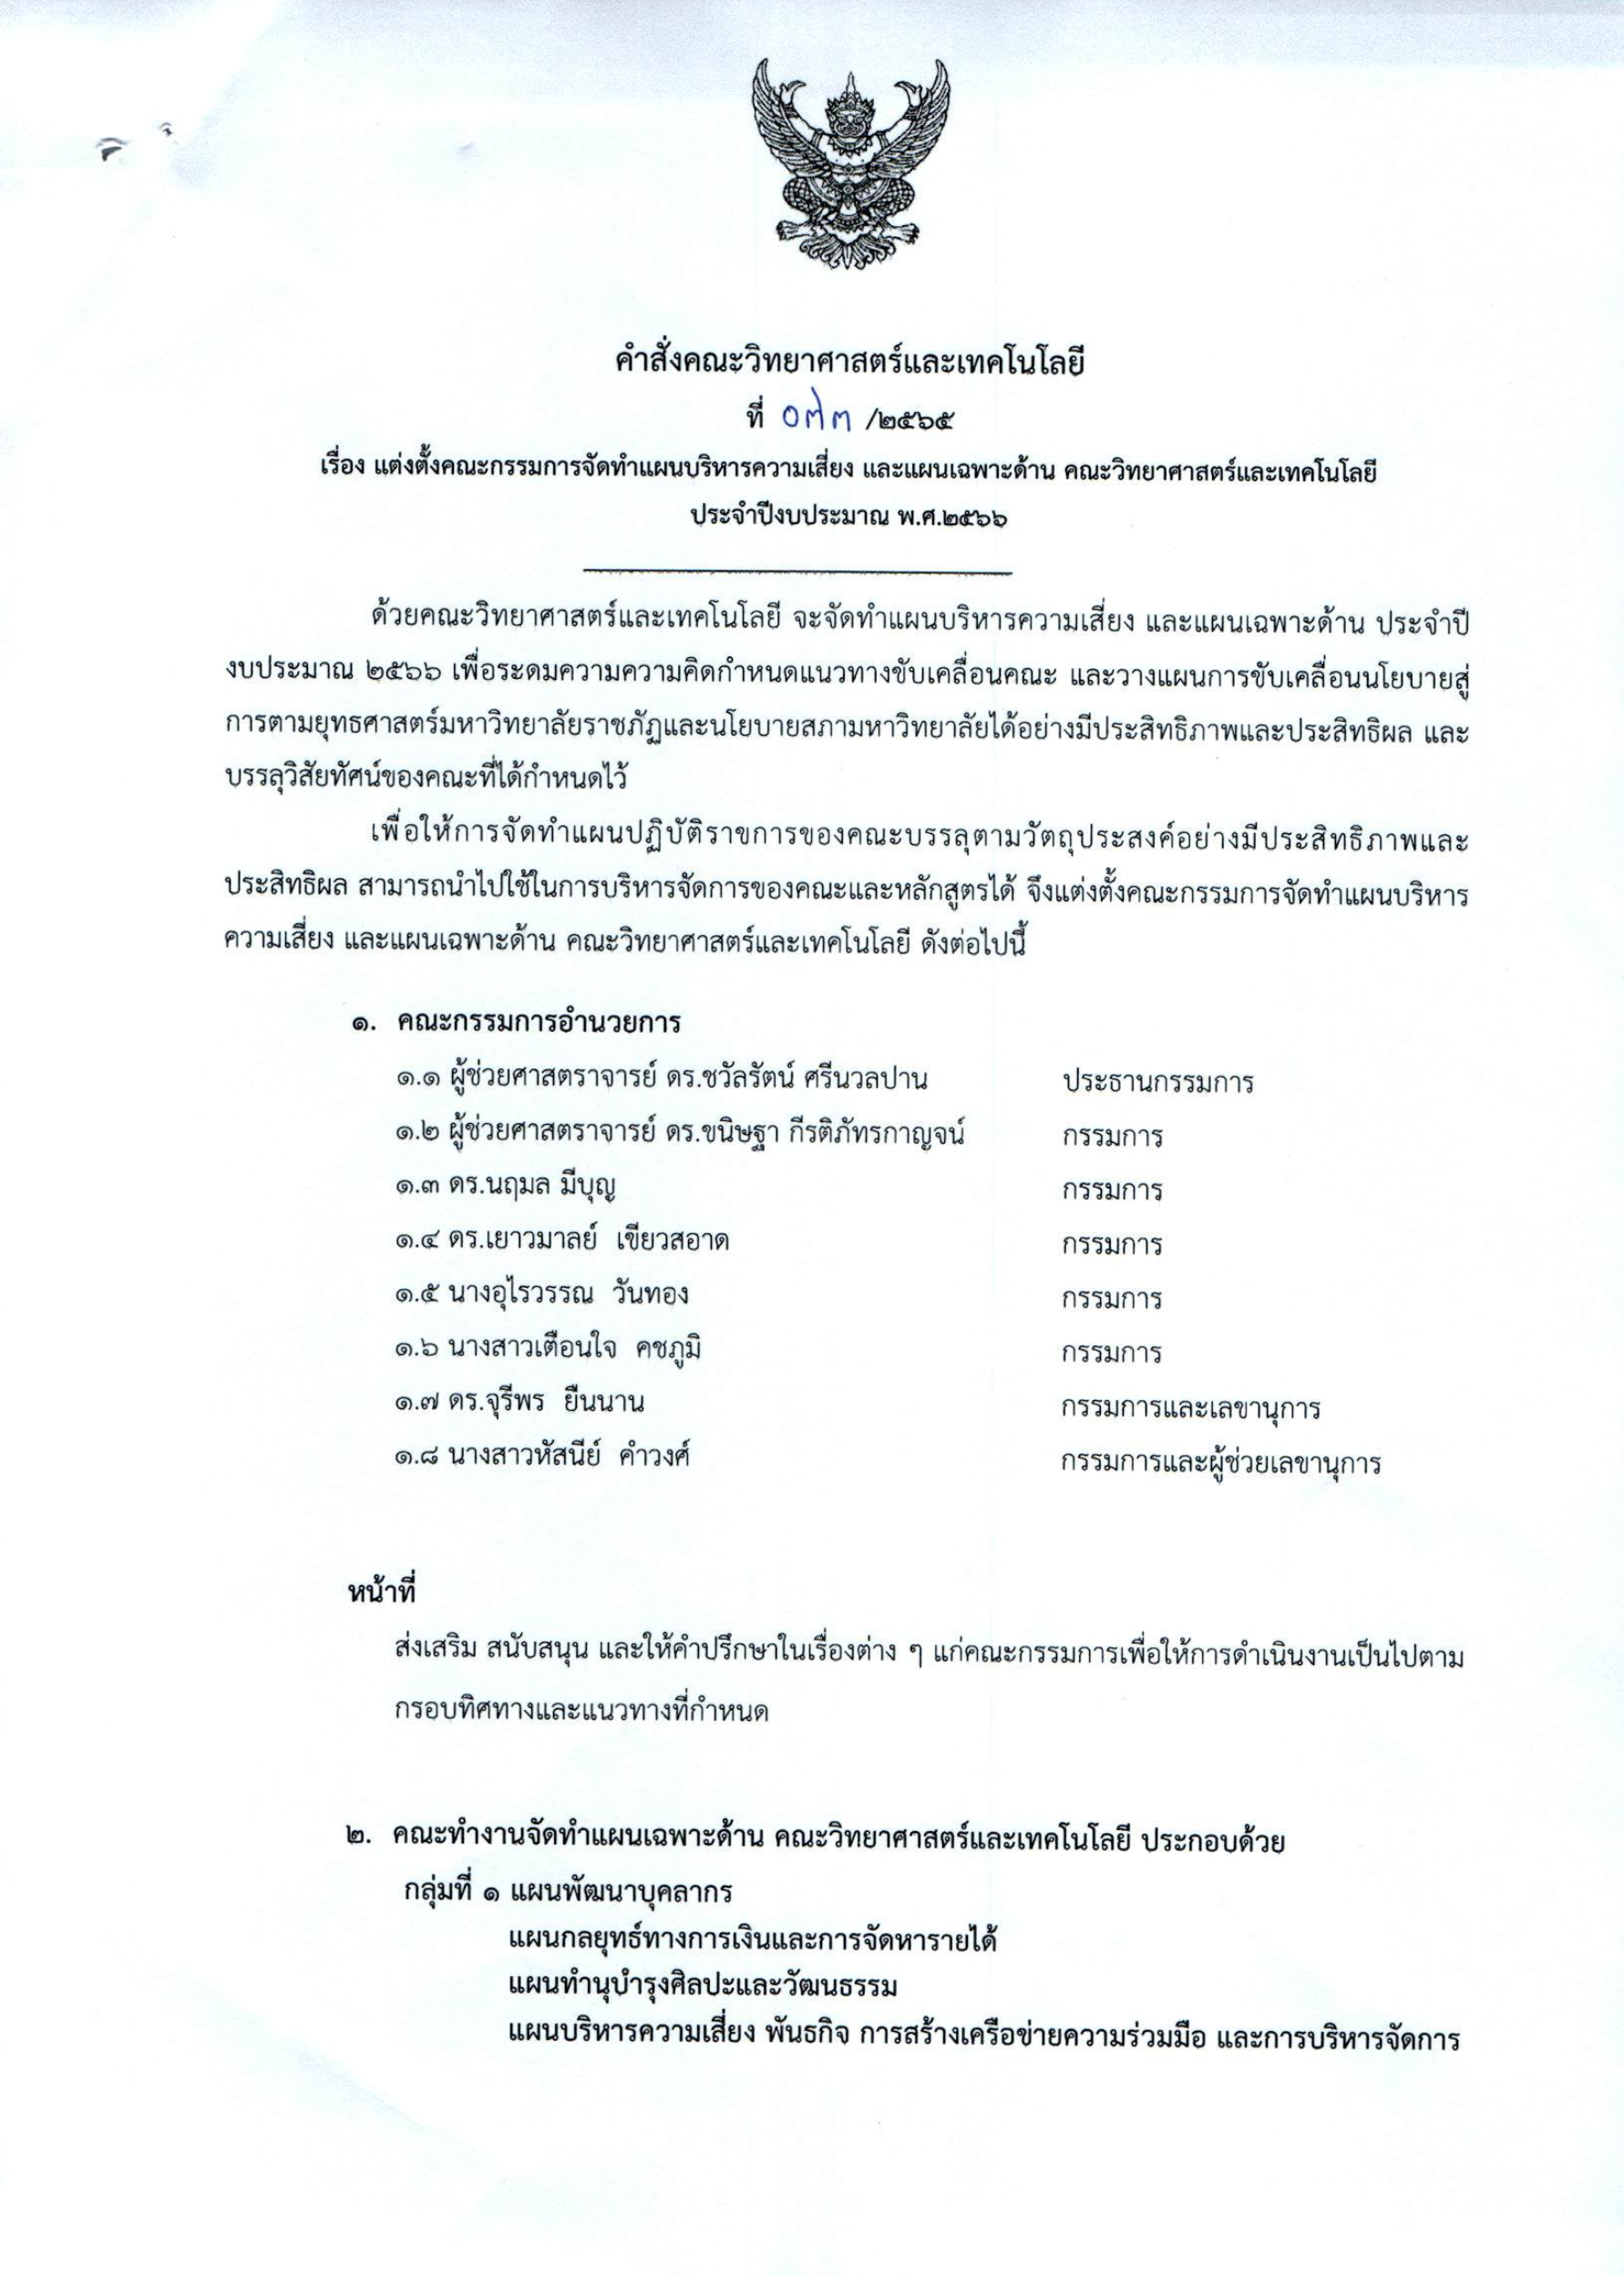 คำสั่งคณะวิทยาศาสตร์และเทคโนโลยี
ที่ ๐๗๓ /๒๕๖๕
เรื่อง แต่งตั้งคณะกรรมการจัดทำแผนบริหารความเสี่ยง และแผนเฉพาะด้าน คณะวิทยาศาสตร์และเทคโนโลยี
ประจำปีงบประมาณ พ.ศ.๒๕๖๖
ด้วยคณะวิทยาศาสตร์และเทคโนโลยี จะจัดทำแผนบริหารความเสี่ยง และแผนเฉพาะด้าน ประจำปี
งบประมาณ ๒๕๖๖ เพื่อระดมความความคิดกำหนดแนวทางขับเคลื่อนคณะ และวางแผนการขับเคลื่อนนโยบายสู่
การตามยุทธศาสตร์มหาวิทยาลัยราชภัฏและนโยบายสภามหาวิทยาลัยได้อย่างมีประสิทธิภาพและประสิทธิผล และ
บรรลุวิสัยทัศน์ของคณะที่ได้กำหนดไว้
เพื่อให้การจัดทำแผนปฏิบัติราชการของคณะบรรลุตามวัตถุประสงค์อย่างมีประสิทธิภาพและ
ประสิทธิผล สามารถนำไปใช้ในการบริหารจัดการของคณะและหลักสูตรได้ จึงแต่งตั้งคณะกรรมการจัดทำแผนบริหาร
ความเสี่ยง และแผนเฉพาะด้าน คณะวิทยาศาสตร์และเทคโนโลยี ดังต่อไปนี้
๑. คณะกรรมการอำนวยการ
๑.๑ ผู้ช่วยศาสตราจารย์ ดร.ชวัลรัตน์ ศรีนวลปาน ประธานกรรมการ
๑.๒ ผู้ช่วยศาสตราจารย์ ดร.ขนิษฐา กีรติภัทรกาญจน์ กรรมการ
๑.๓ ดร.นฤมล มีบุญ กรรมการ
๑.๔ ดร.เยาวมาลย์ เขียวสอาด กรรมการ
๑.๕ นางอุไรวรรณ วันทอง กรรมการ
๑.๖ นางสาวเตือนใจ คชภูมิ กรรมการ
๑.๗ ดร.จุรีพร ยืนนาน กรรมการและเลขานุการ
๑.๘ นางสาวหัสนีย์ คำวงศ์ กรรมการและผู้ช่วยเลขานุการ
หน้าที่
ส่งเสริม สนับสนุน และให้คำปรึกษาในเรื่องต่าง ๆ แก่คณะกรรมการเพื่อให้การดำเนินงานเป็นไปตาม
กรอบทิศทางและแนวทางที่กำหนด
๒. คณะทำงานจัดทำแผนเฉพาะด้าน คณะวิทยาศาสตร์และเทคโนโลยี ประกอบด้วย
กลุ่มที่ ๑ แผนพัฒนาบุคลากร
แผนกลยุทธ์ทางการเงินและการจัดหารายได้
แผนทำนุบำรุงศิลปะและวัฒนธรรม
แผนบริหารความเสี่ยง พันธกิจ การสร้างเครือข่ายความร่วมมือ และการบริหารจัดการ